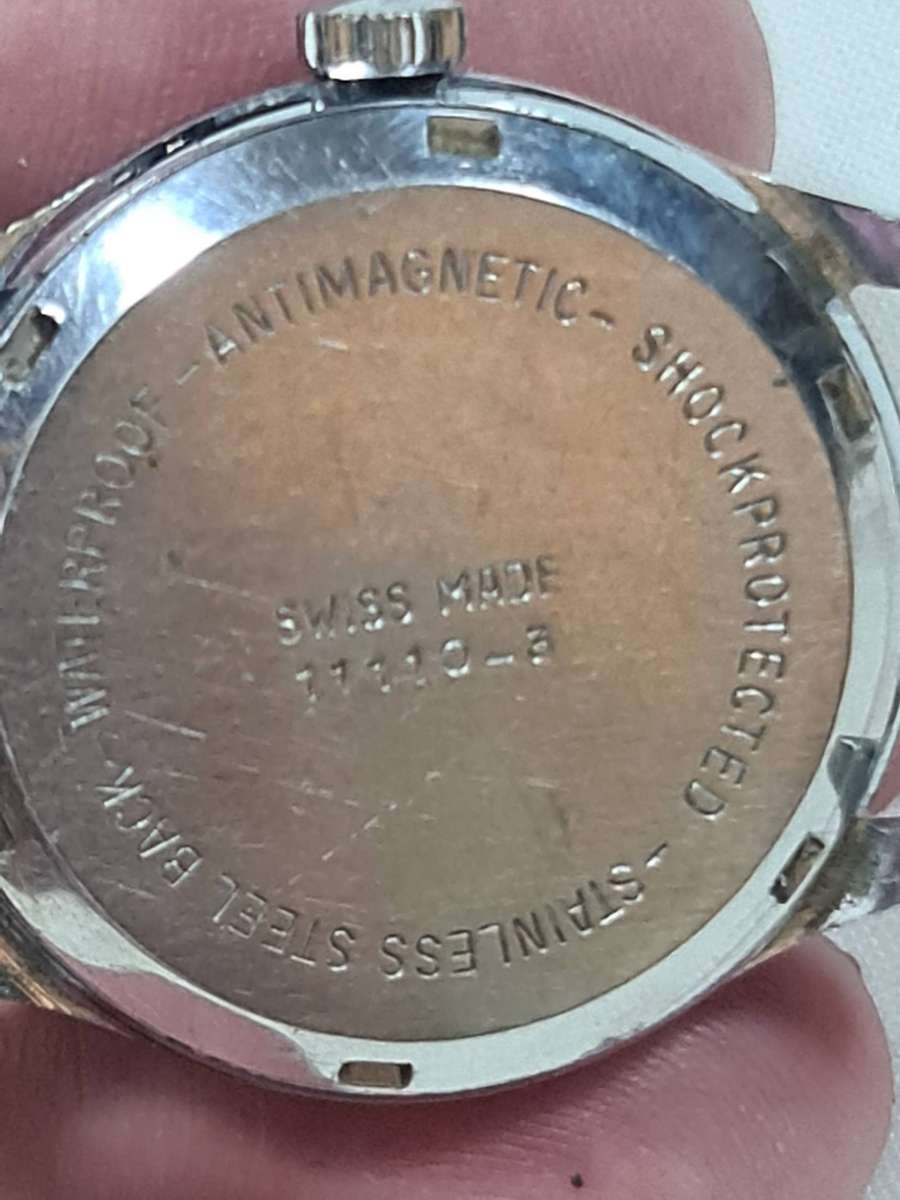 WATERPROOF - ANTIMAGNETIC - SHOCKPROTECTED - STAINLESS STEEL BACK -
SWISS MADE
11110-3